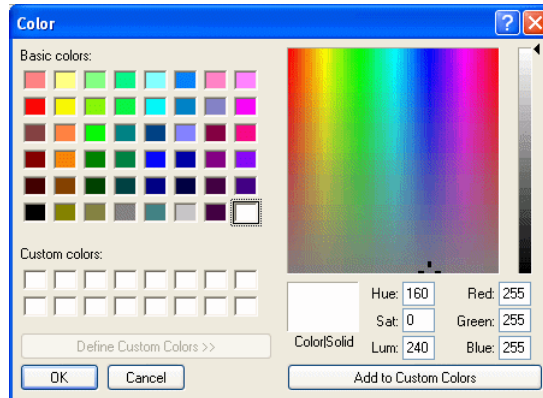 Color
Basic colors:
Custom colors:
Define Custom Colors >>
OK Cancel
Color|Solid
Hue: 160 Red: 255
Sat: 0 Green: 255
Lum: 240 Blue: 255
Add to Custom Colors